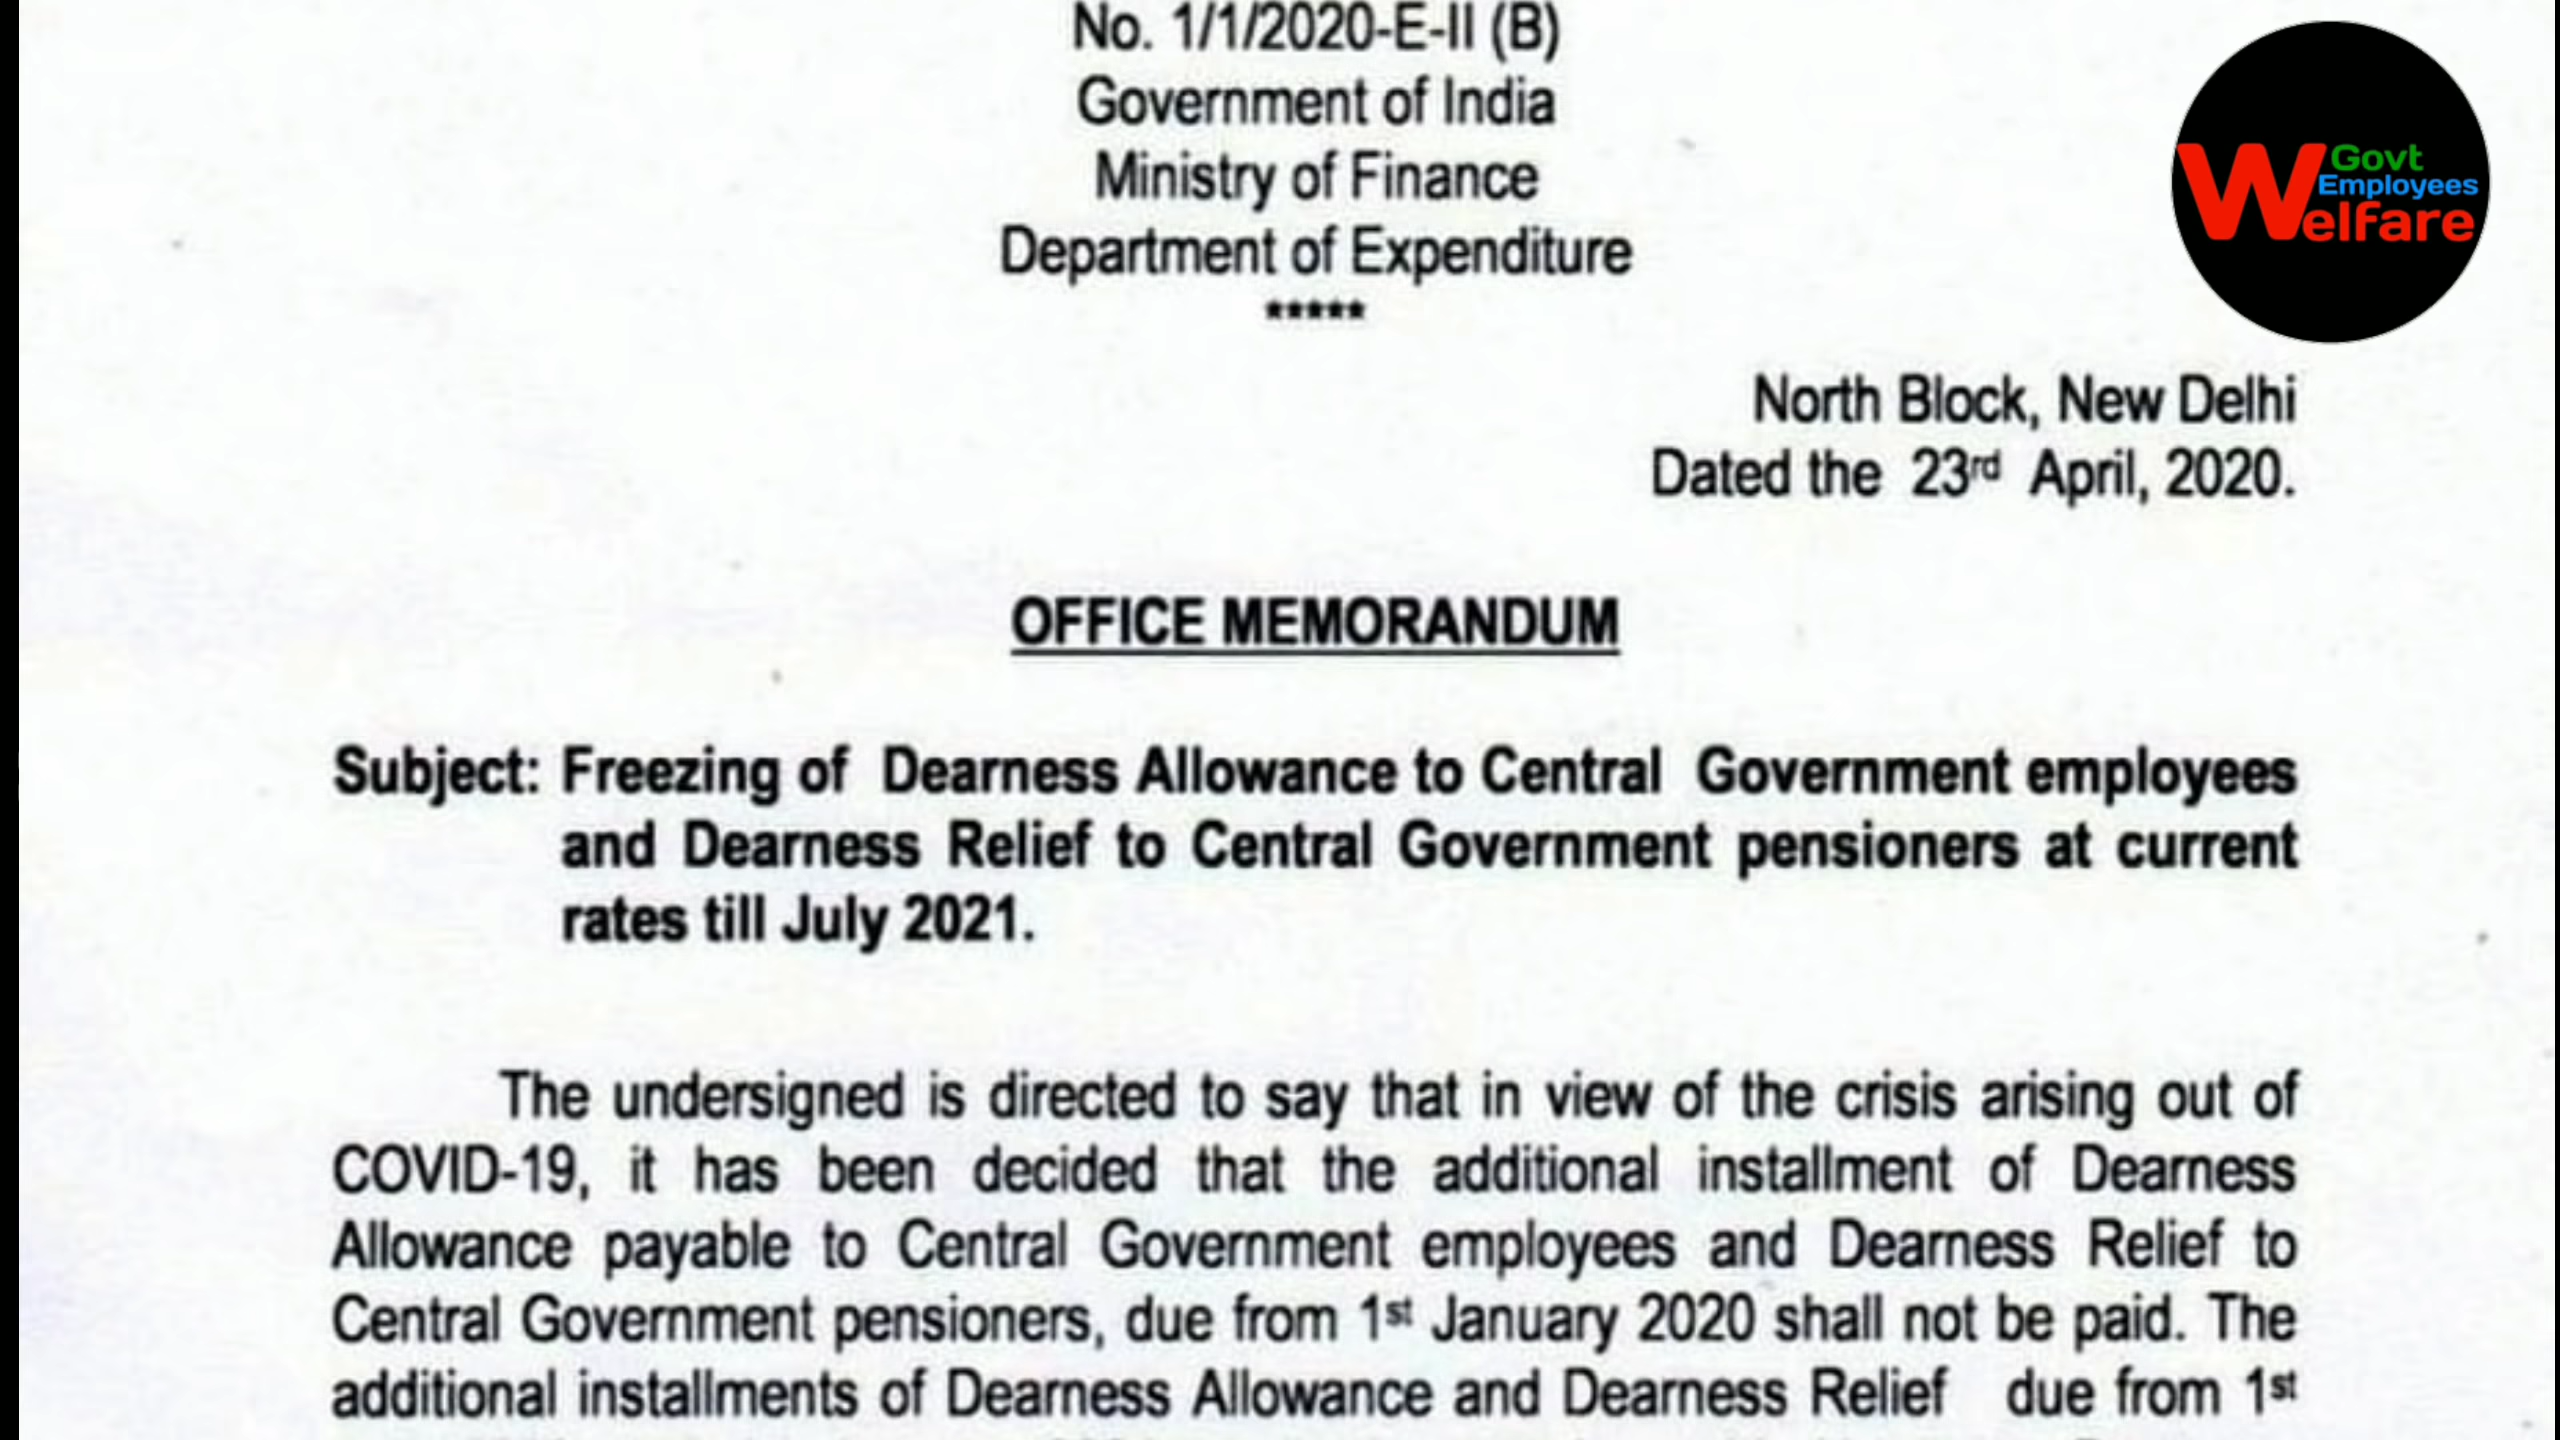 No. 1/1/2020-E-II (B)
Government of India
Ministry of Finance
Department of Expenditure
*****
Govt
Employees
Welfare
North Block, New Delhi
Dated the 23rd April, 2020.
OFFICE MEMORANDUM
Subject: Freezing of Dearness Allowance to Central Government employees
and Dearness Relief to Central Government pensioners at current
rates till July 2021.
The undersigned is directed to say that in view of the crisis arising out of
COVID-19, it has been decided that the additional installment of Dearness
Allowance payable to Central Government employees and Dearness Relief to
Central Government pensioners, due from 1st January 2020 shall not be paid. The
additional installments of Dearness Allowance and Dearness Relief due from 1st